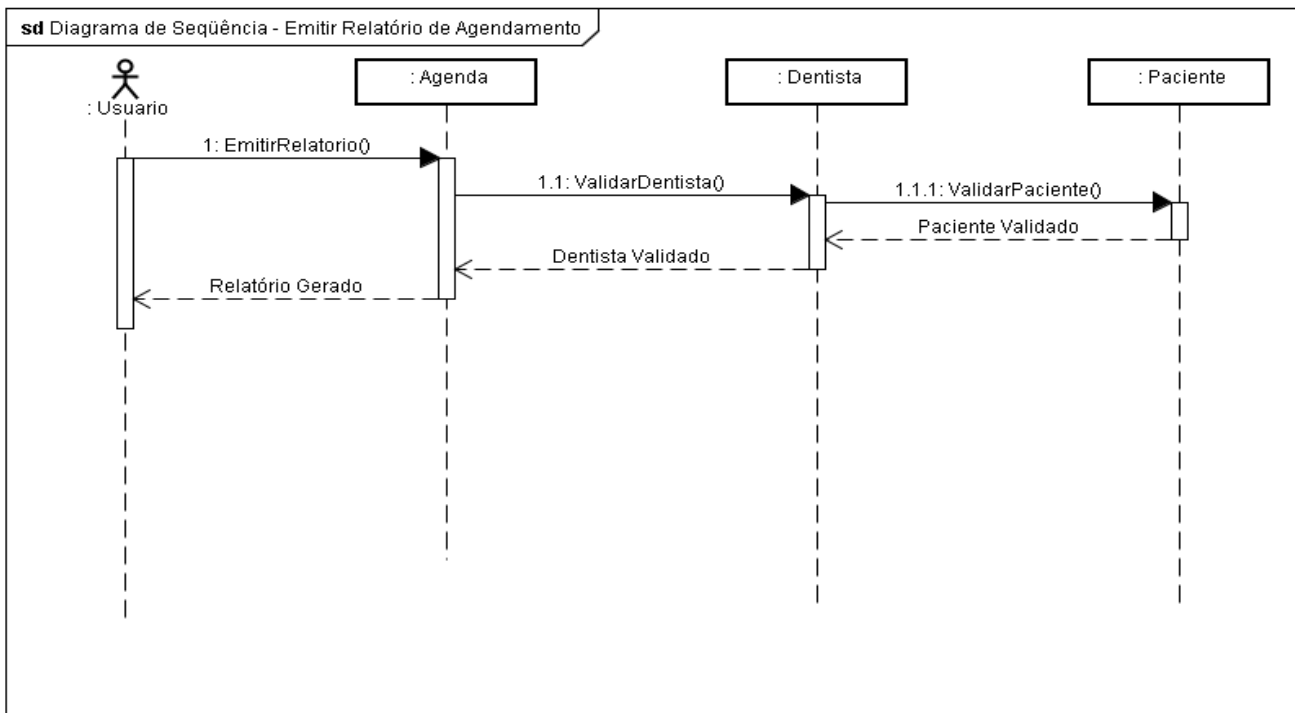 sd Diagrama de Seqüência - Emitir Relatório de Agendamento
: Usuario
: Agenda
: Dentista
: Paciente
1: EmitirRelatorio()
1.1: ValidarDentista()
1.1.1: ValidarPaciente()
Paciente Validado
Dentista Validado
Relatório Gerado